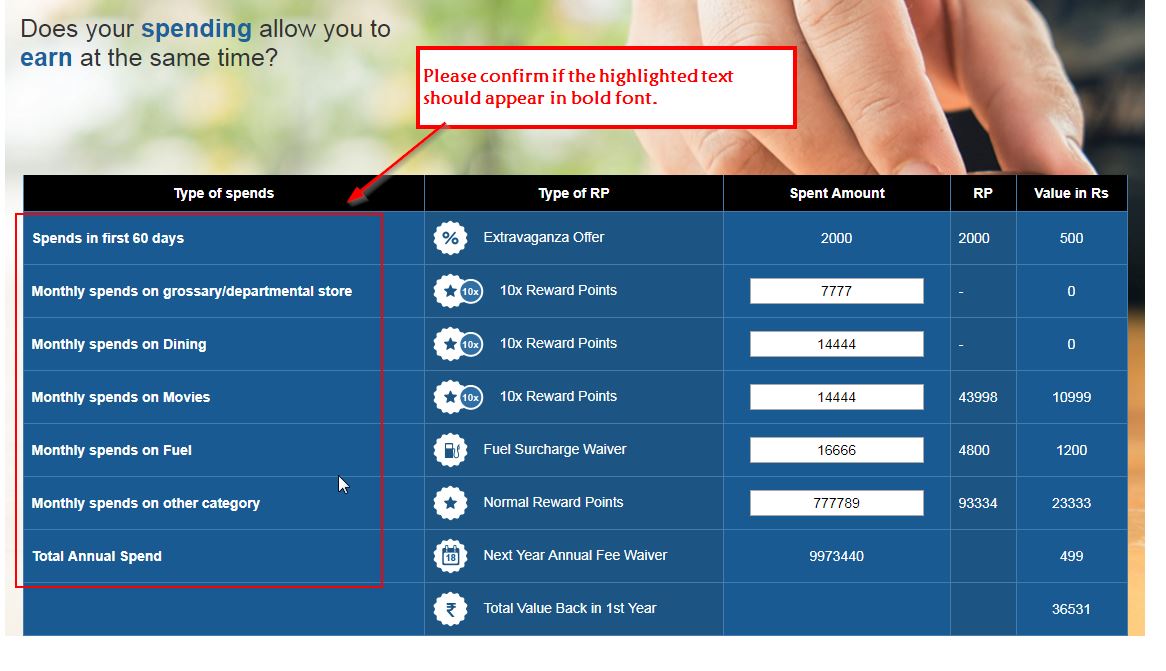 Does your spending allow you to
earn at the same time?
Please confirm if the highlighted text
should appear in bold font.
Type of spends Type of RP Spent Amount RP Value in Rs
Spends in first 60 days % Extravaganza Offer 2000 2000 500
Monthly spends on grossary/departmental store 10x 10x Reward Points 7777 - 0
Monthly spends on Dining 10x 10x Reward Points 14444 - 0
Monthly spends on Movies 10x 10x Reward Points 14444 43998 10999
Monthly spends on Fuel Fuel Surcharge Waiver 16666 4800 1200
Monthly spends on other category Normal Reward Points 777789 93334 23333
Total Annual Spend 18 Next Year Annual Fee Waiver 9973440 499
₹ Total Value Back in 1st Year 36531